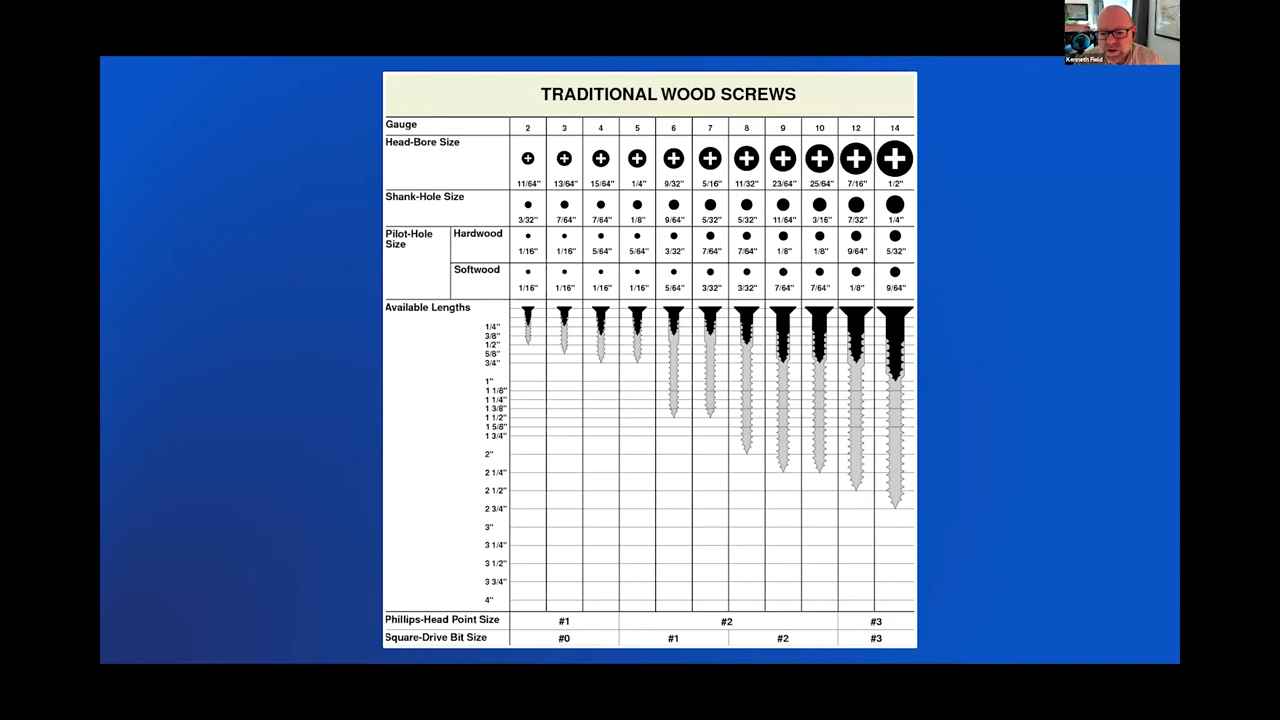 Kenneth Field
TRADITIONAL WOOD SCREWS
Gauge 2 3 4 5 6 7 8 9 10 12 14
Head-Bore Size
11/64" 13/64" 15/64" 1/4" 9/32" 5/16" 11/32" 23/64" 25/64" 7/16" 1/2"
Shank-Hole Size
3/32" 7/64" 7/64" 1/8" 9/64" 5/32" 5/32" 11/64" 3/16" 7/32" 1/4"
Pilot-Hole
Size
Hardwood
1/16" 1/16" 5/64" 5/64" 3/32" 7/64" 7/64" 1/8" 1/8" 9/64" 5/32"
Softwood
1/16" 1/16" 1/16" 1/16" 5/64" 3/32" 3/32" 7/64" 7/64" 1/8" 9/64"
Available Lengths
1/4"
3/8"
1/2"
5/8"
3/4"
1"
1 1/8"
1 1/4"
1 3/8"
1 1/2"
1 5/8"
1 3/4"
2"
2 1/4"
2 1/2"
2 3/4"
3"
3 1/4"
3 1/2"
3 3/4"
4"
Phillips-Head Point Size #1 #2 #3
Square-Drive Bit Size #0 #1 #2 #3